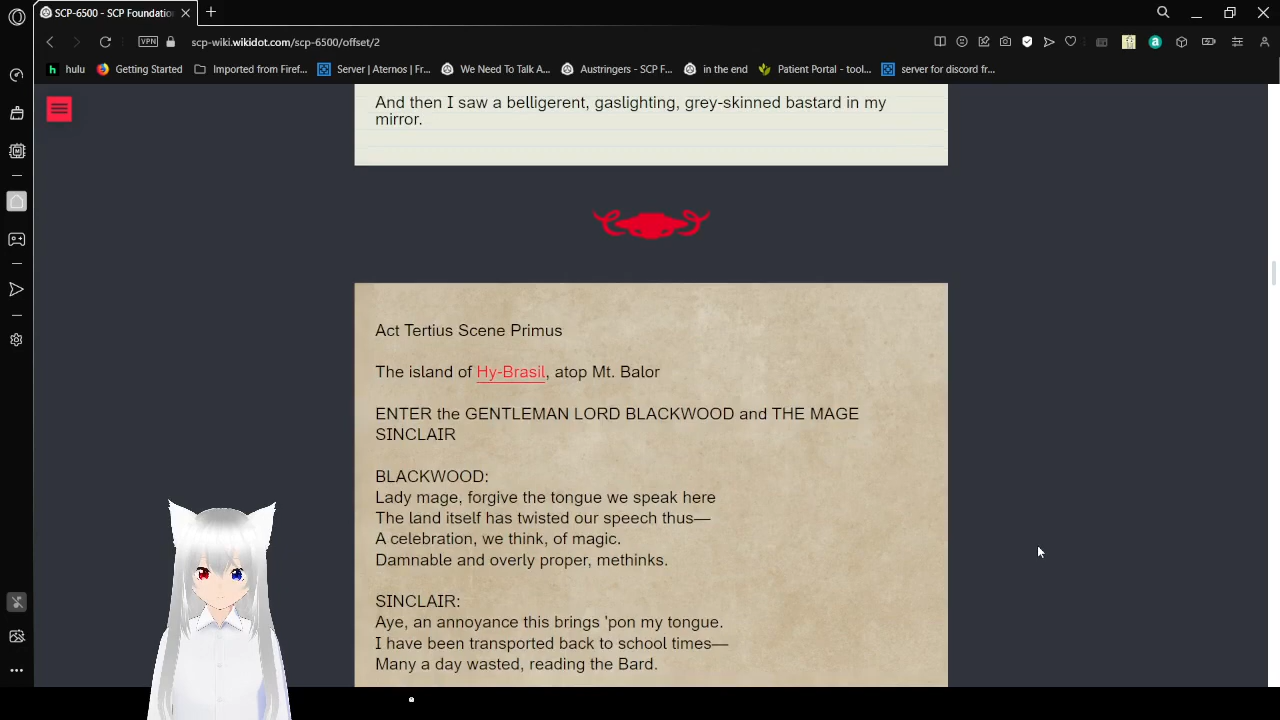 SCP-6500 - SCP Foundatio
scp-wiki.wikidot.com/scp-6500/offset/2
VPN
hulu
Getting Started
Imported from Firef...
Server | Aternos | Fr...
We Need To Talk A...
Austringers - SCP F...
in the end
Patient Portal - tool...
server for discord fr...
And then I saw a belligerent, gaslighting, grey-skinned bastard in my
mirror.
Act Tertius Scene Primus
The island of Hy-Brasil, atop Mt. Balor
ENTER the GENTLEMAN LORD BLACKWOOD and THE MAGE
SINCLAIR
BLACKWOOD:
Lady mage, forgive the tongue we speak here
The land itself has twisted our speech thus—
A celebration, we think, of magic.
Damnable and overly proper, methinks.
SINCLAIR:
Aye, an annoyance this brings 'pon my tongue.
I have been transported back to school times—
Many a day wasted, reading the Bard.